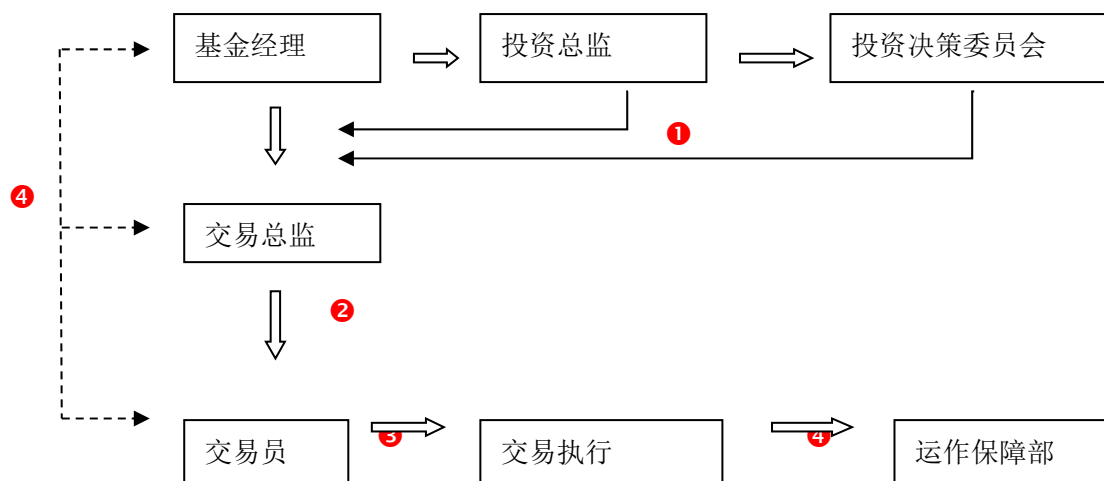 基金经理
投资总监
投资决策委员会
❶
❹
交易总监
❷
交易员
❸
交易执行
❹
运作保障部